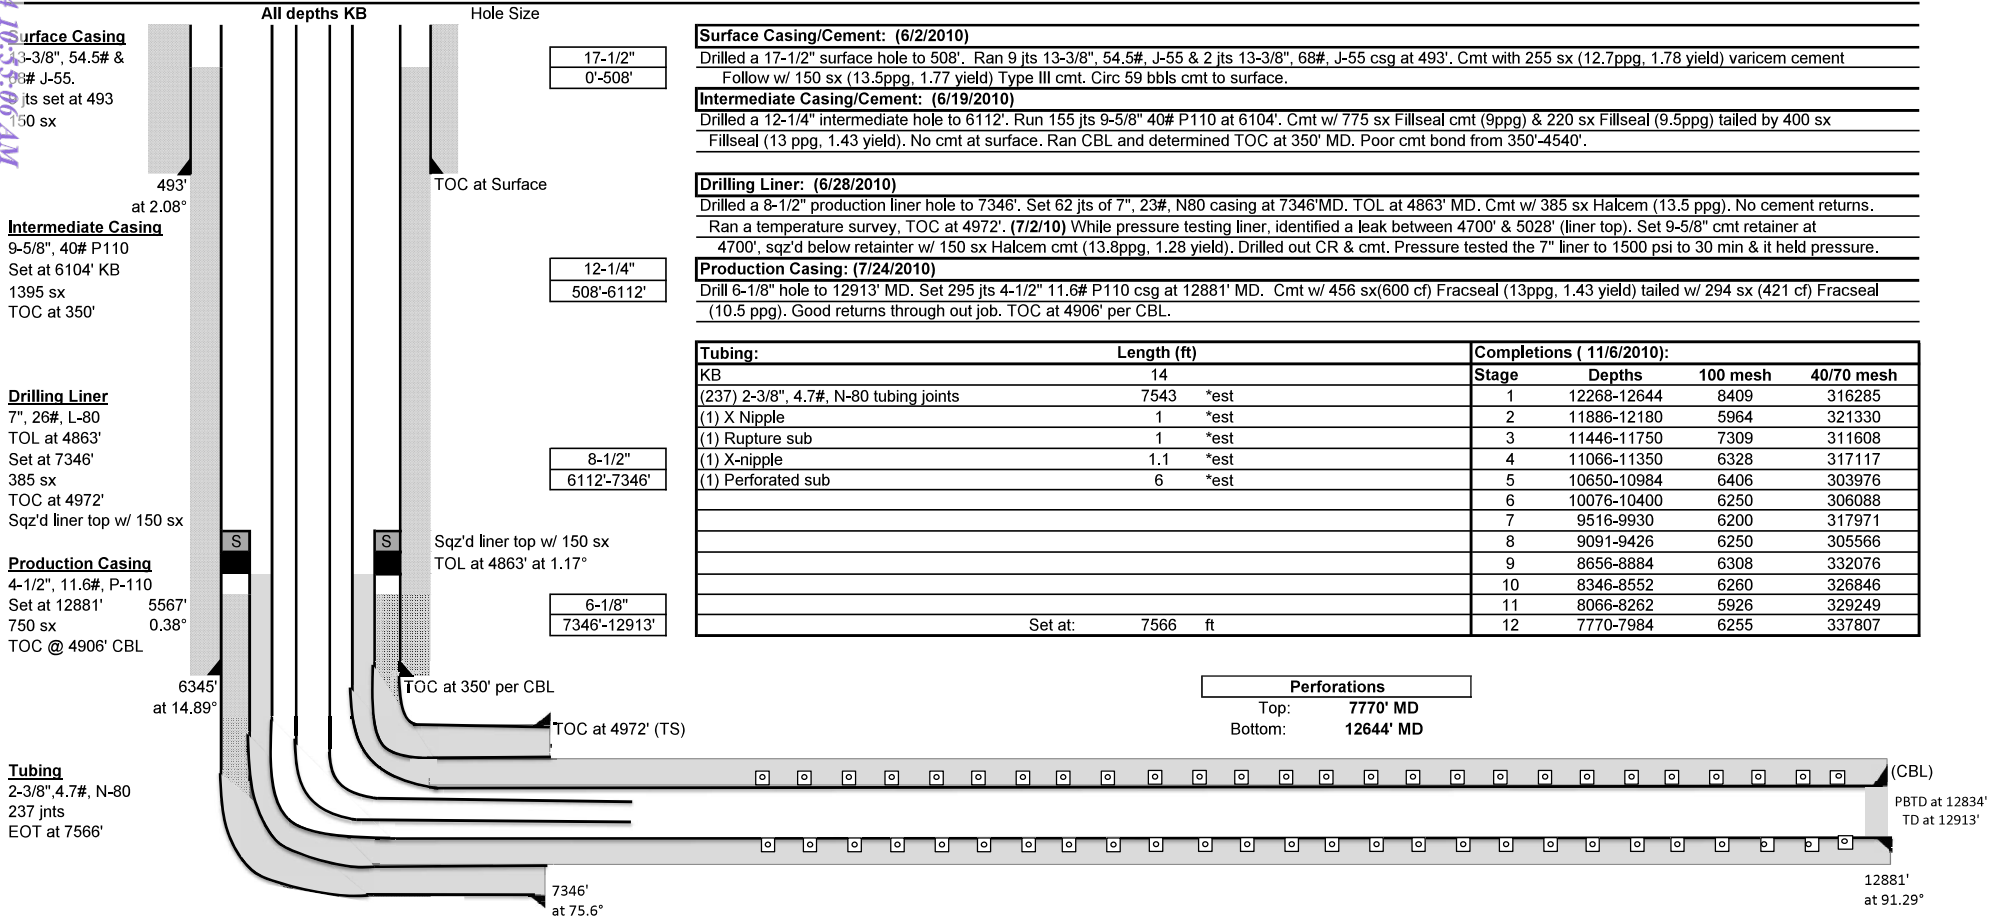 All depths KB
Hole Size
Surface Casing
13-3/8", 54.5# &
68# J-55.
jts set at 493
150 sx
17-1/2"
0'-508'
493'
at 2.08°
TOC at Surface
Intermediate Casing
9-5/8", 40# P110
Set at 6104' KB
1395 sx
TOC at 350'
12-1/4"
508'-6112'
Drilling Liner
7", 26#, L-80
TOL at 4863'
Set at 7346'
385 sx
TOC at 4972'
Sqz'd liner top w/ 150 sx
8-1/2"
6112'-7346'
S
S
Sqz'd liner top w/ 150 sx
TOL at 4863' at 1.17°
Production Casing
4-1/2", 11.6#, P-110
Set at 12881' 5567'
750 sx 0.38°
TOC @ 4906' CBL
6-1/8"
7346'-12913'
6345'
at 14.89°
TOC at 350' per CBL
TOC at 4972' (TS)
Tubing
2-3/8",4.7#, N-80
237 jnts
EOT at 7566'
7346'
at 75.6°
Surface Casing/Cement: (6/2/2010)
Drilled a 17-1/2" surface hole to 508'. Ran 9 jts 13-3/8", 54.5#, J-55 & 2 jts 13-3/8", 68#, J-55 csg at 493'. Cmt with 255 sx (12.7ppg, 1.78 yield) varicem cement
Follow w/ 150 sx (13.5ppg, 1.77 yield) Type III cmt. Circ 59 bbls cmt to surface.
Intermediate Casing/Cement: (6/19/2010)
Drilled a 12-1/4" intermediate hole to 6112'. Run 155 jts 9-5/8" 40# P110 at 6104'. Cmt w/ 775 sx Fillseal cmt (9ppg) & 220 sx Fillseal (9.5ppg) tailed by 400 sx
Fillseal (13 ppg, 1.43 yield). No cmt at surface. Ran CBL and determined TOC at 350' MD. Poor cmt bond from 350'-4540'.
Drilling Liner: (6/28/2010)
Drilled a 8-1/2" production liner hole to 7346'. Set 62 jts of 7", 23#, N80 casing at 7346'MD. TOL at 4863' MD. Cmt w/ 385 sx Halcem (13.5 ppg). No cement returns.
Ran a temperature survey, TOC at 4972'. (7/2/10) While pressure testing liner, identified a leak between 4700' & 5028' (liner top). Set 9-5/8" cmt retainer at
4700', sqz'd below retainter w/ 150 sx Halcem cmt (13.8ppg, 1.28 yield). Drilled out CR & cmt. Pressure tested the 7" liner to 1500 psi to 30 min & it held pressure.
Production Casing: (7/24/2010)
Drill 6-1/8" hole to 12913' MD. Set 295 jts 4-1/2" 11.6# P110 csg at 12881' MD. Cmt w/ 456 sx(600 cf) Fracseal (13ppg, 1.43 yield) tailed w/ 294 sx (421 cf) Fracseal
(10.5 ppg). Good returns through out job. TOC at 4906' per CBL.
Tubing: Length (ft)
KB 14
(237) 2-3/8", 4.7#, N-80 tubing joints 7543 *est
(1) X Nipple 1 *est
(1) Rupture sub 1 *est
(1) X-nipple 1.1 *est
(1) Perforated sub 6 *est
Set at: 7566 ft
Completions ( 11/6/2010):
Stage Depths 100 mesh 40/70 mesh
1 12268-12644 8409 316285
2 11886-12180 5964 321330
3 11446-11750 7309 311608
4 11066-11350 6328 317117
5 10650-10984 6406 303976
6 10076-10400 6250 306088
7 9516-9930 6200 317971
8 9091-9426 6250 305566
9 8656-8884 6308 332076
10 8346-8552 6260 326846
11 8066-8262 5926 329249
12 7770-7984 6255 337807
Perforations
Top: 7770' MD
Bottom: 12644' MD
(CBL)
PBTD at 12834'
TD at 12913'
12881'
at 91.29°
10:55:06 AM